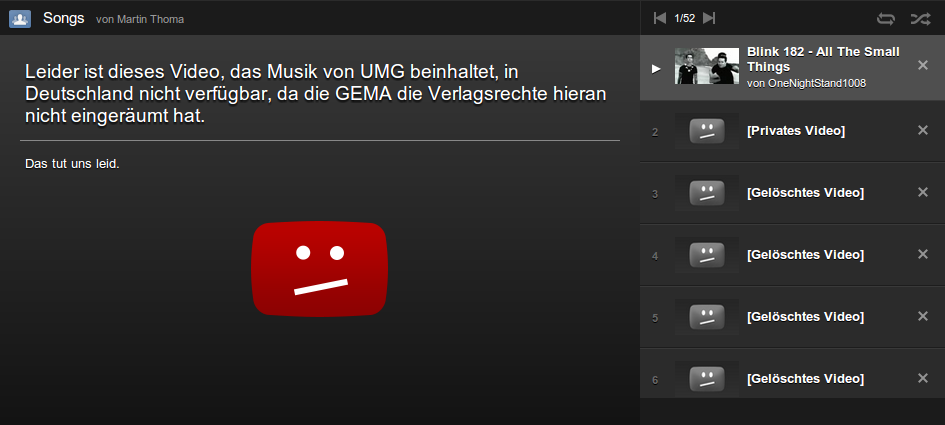 Songs von Martin Thoma
1/52
Leider ist dieses Video, das Musik von UMG beinhaltet, in
Deutschland nicht verfügbar, da die GEMA die Verlagsrechte hieran
nicht eingeräumt hat.
Das tut uns leid.
Blink 182 - All The Small
Things
von OneNightStand1008
2 [Privates Video]
3 [Gelöschtes Video]
4 [Gelöschtes Video]
5 [Gelöschtes Video]
6 [Gelöschtes Video]